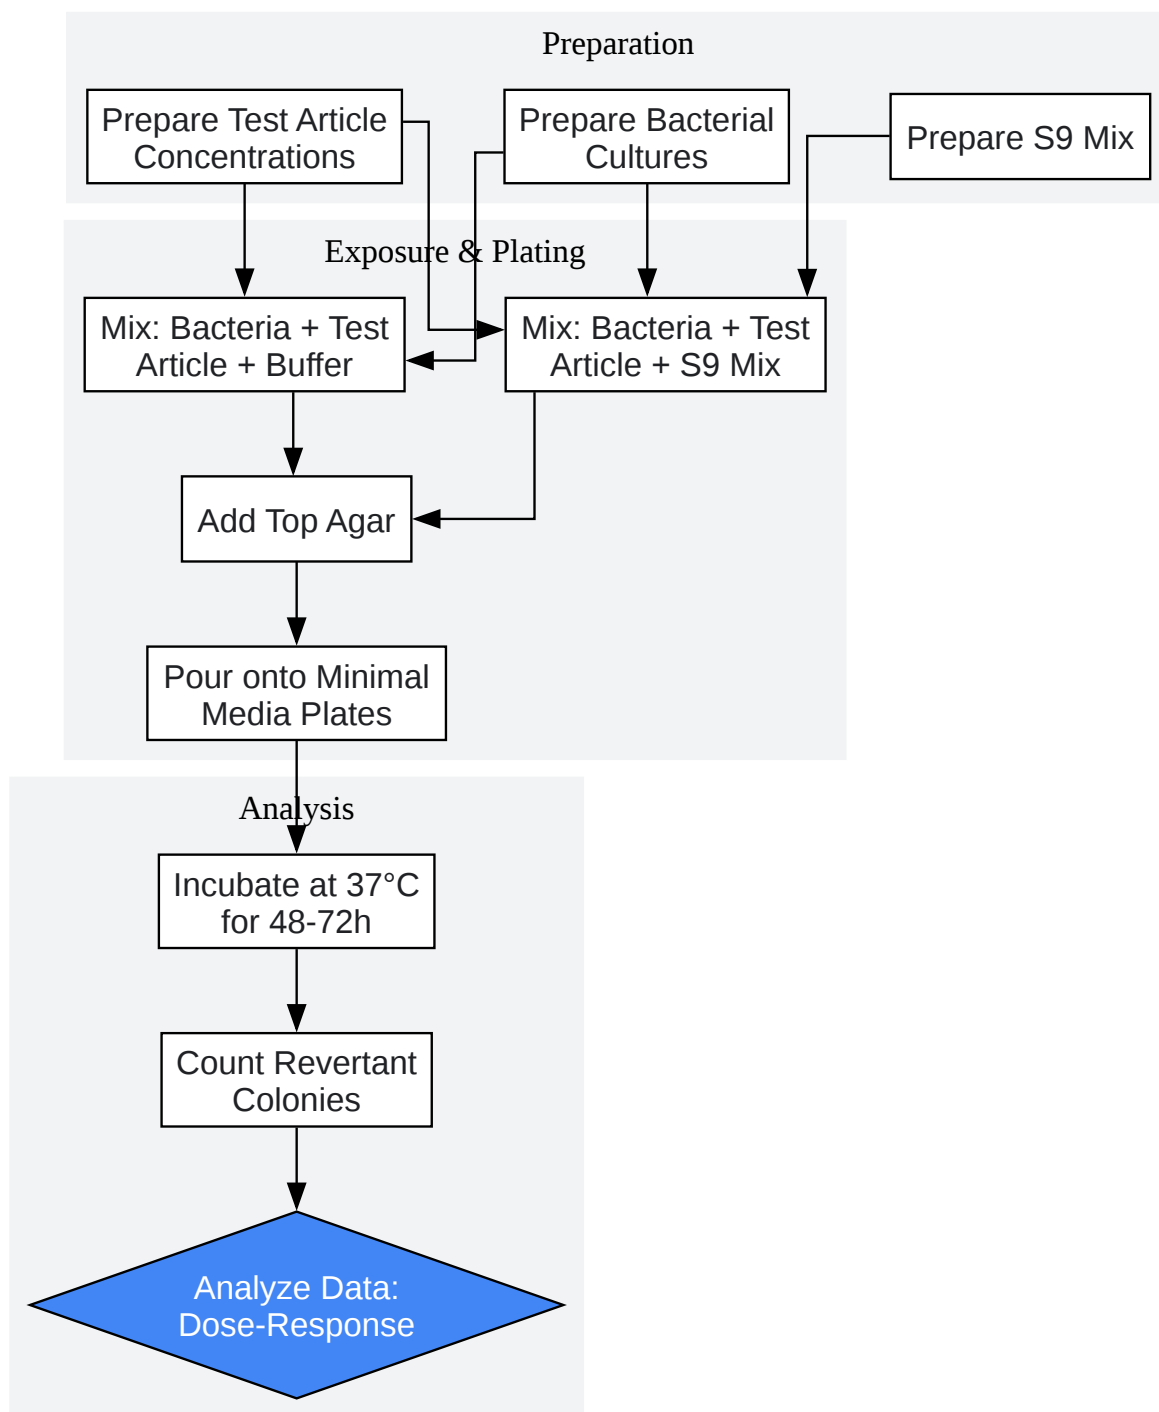 Preparation
Prepare Test Article
Concentrations
Prepare Bacterial
Cultures
Prepare S9 Mix
Exposure & Plating
Mix: Bacteria + Test
Article + Buffer
Mix: Bacteria + Test
Article + S9 Mix
Add Top Agar
Pour onto Minimal
Media Plates
Analysis
Incubate at 37°C
for 48-72h
Count Revertant
Colonies
Analyze Data:
Dose-Response